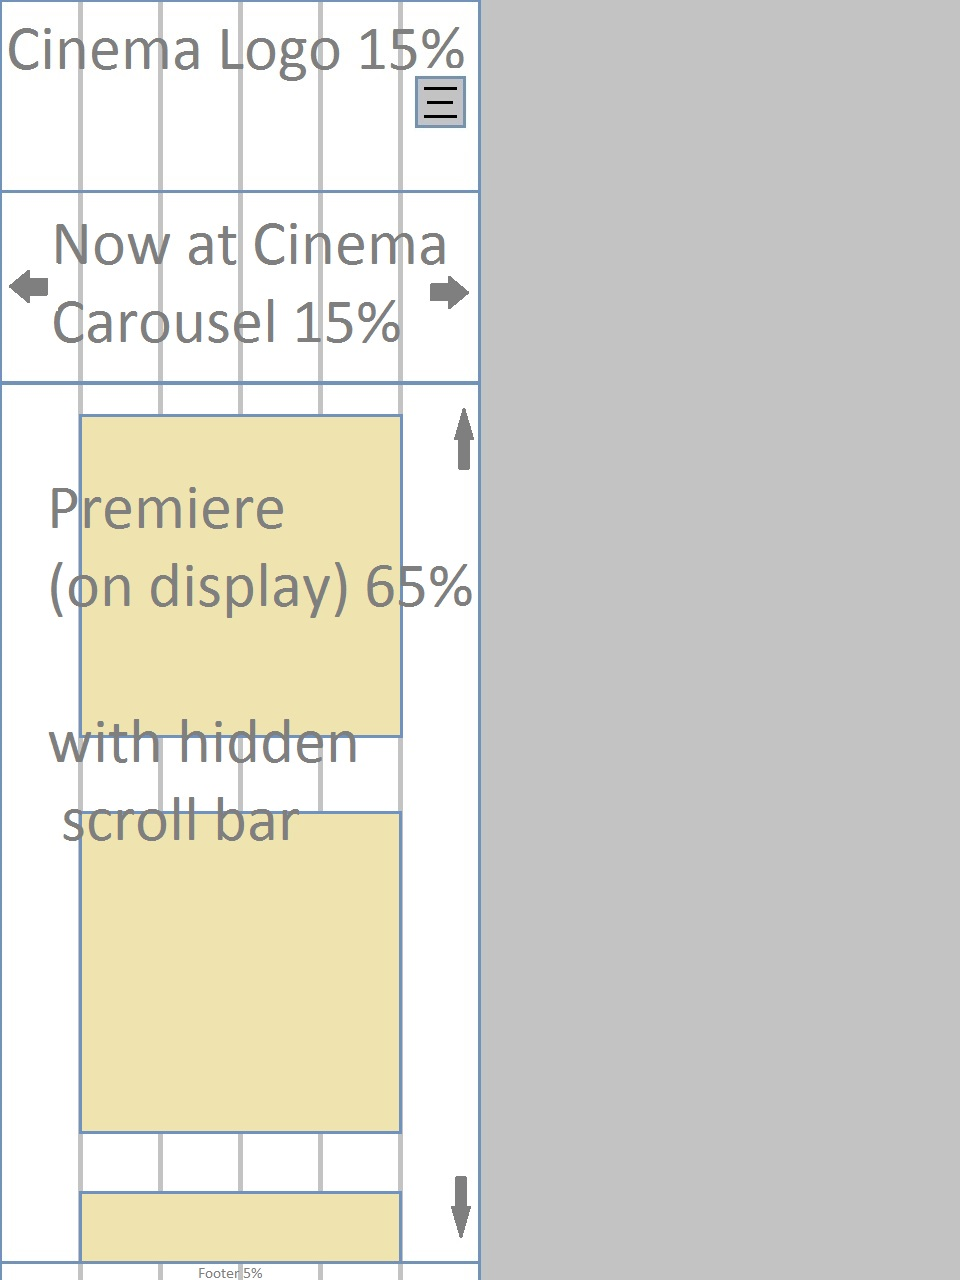 Cinema Logo 15%
Now at Cinema
Carousel 15%
Premiere
(on display) 65%
with hidden
scroll bar
Footer 5%